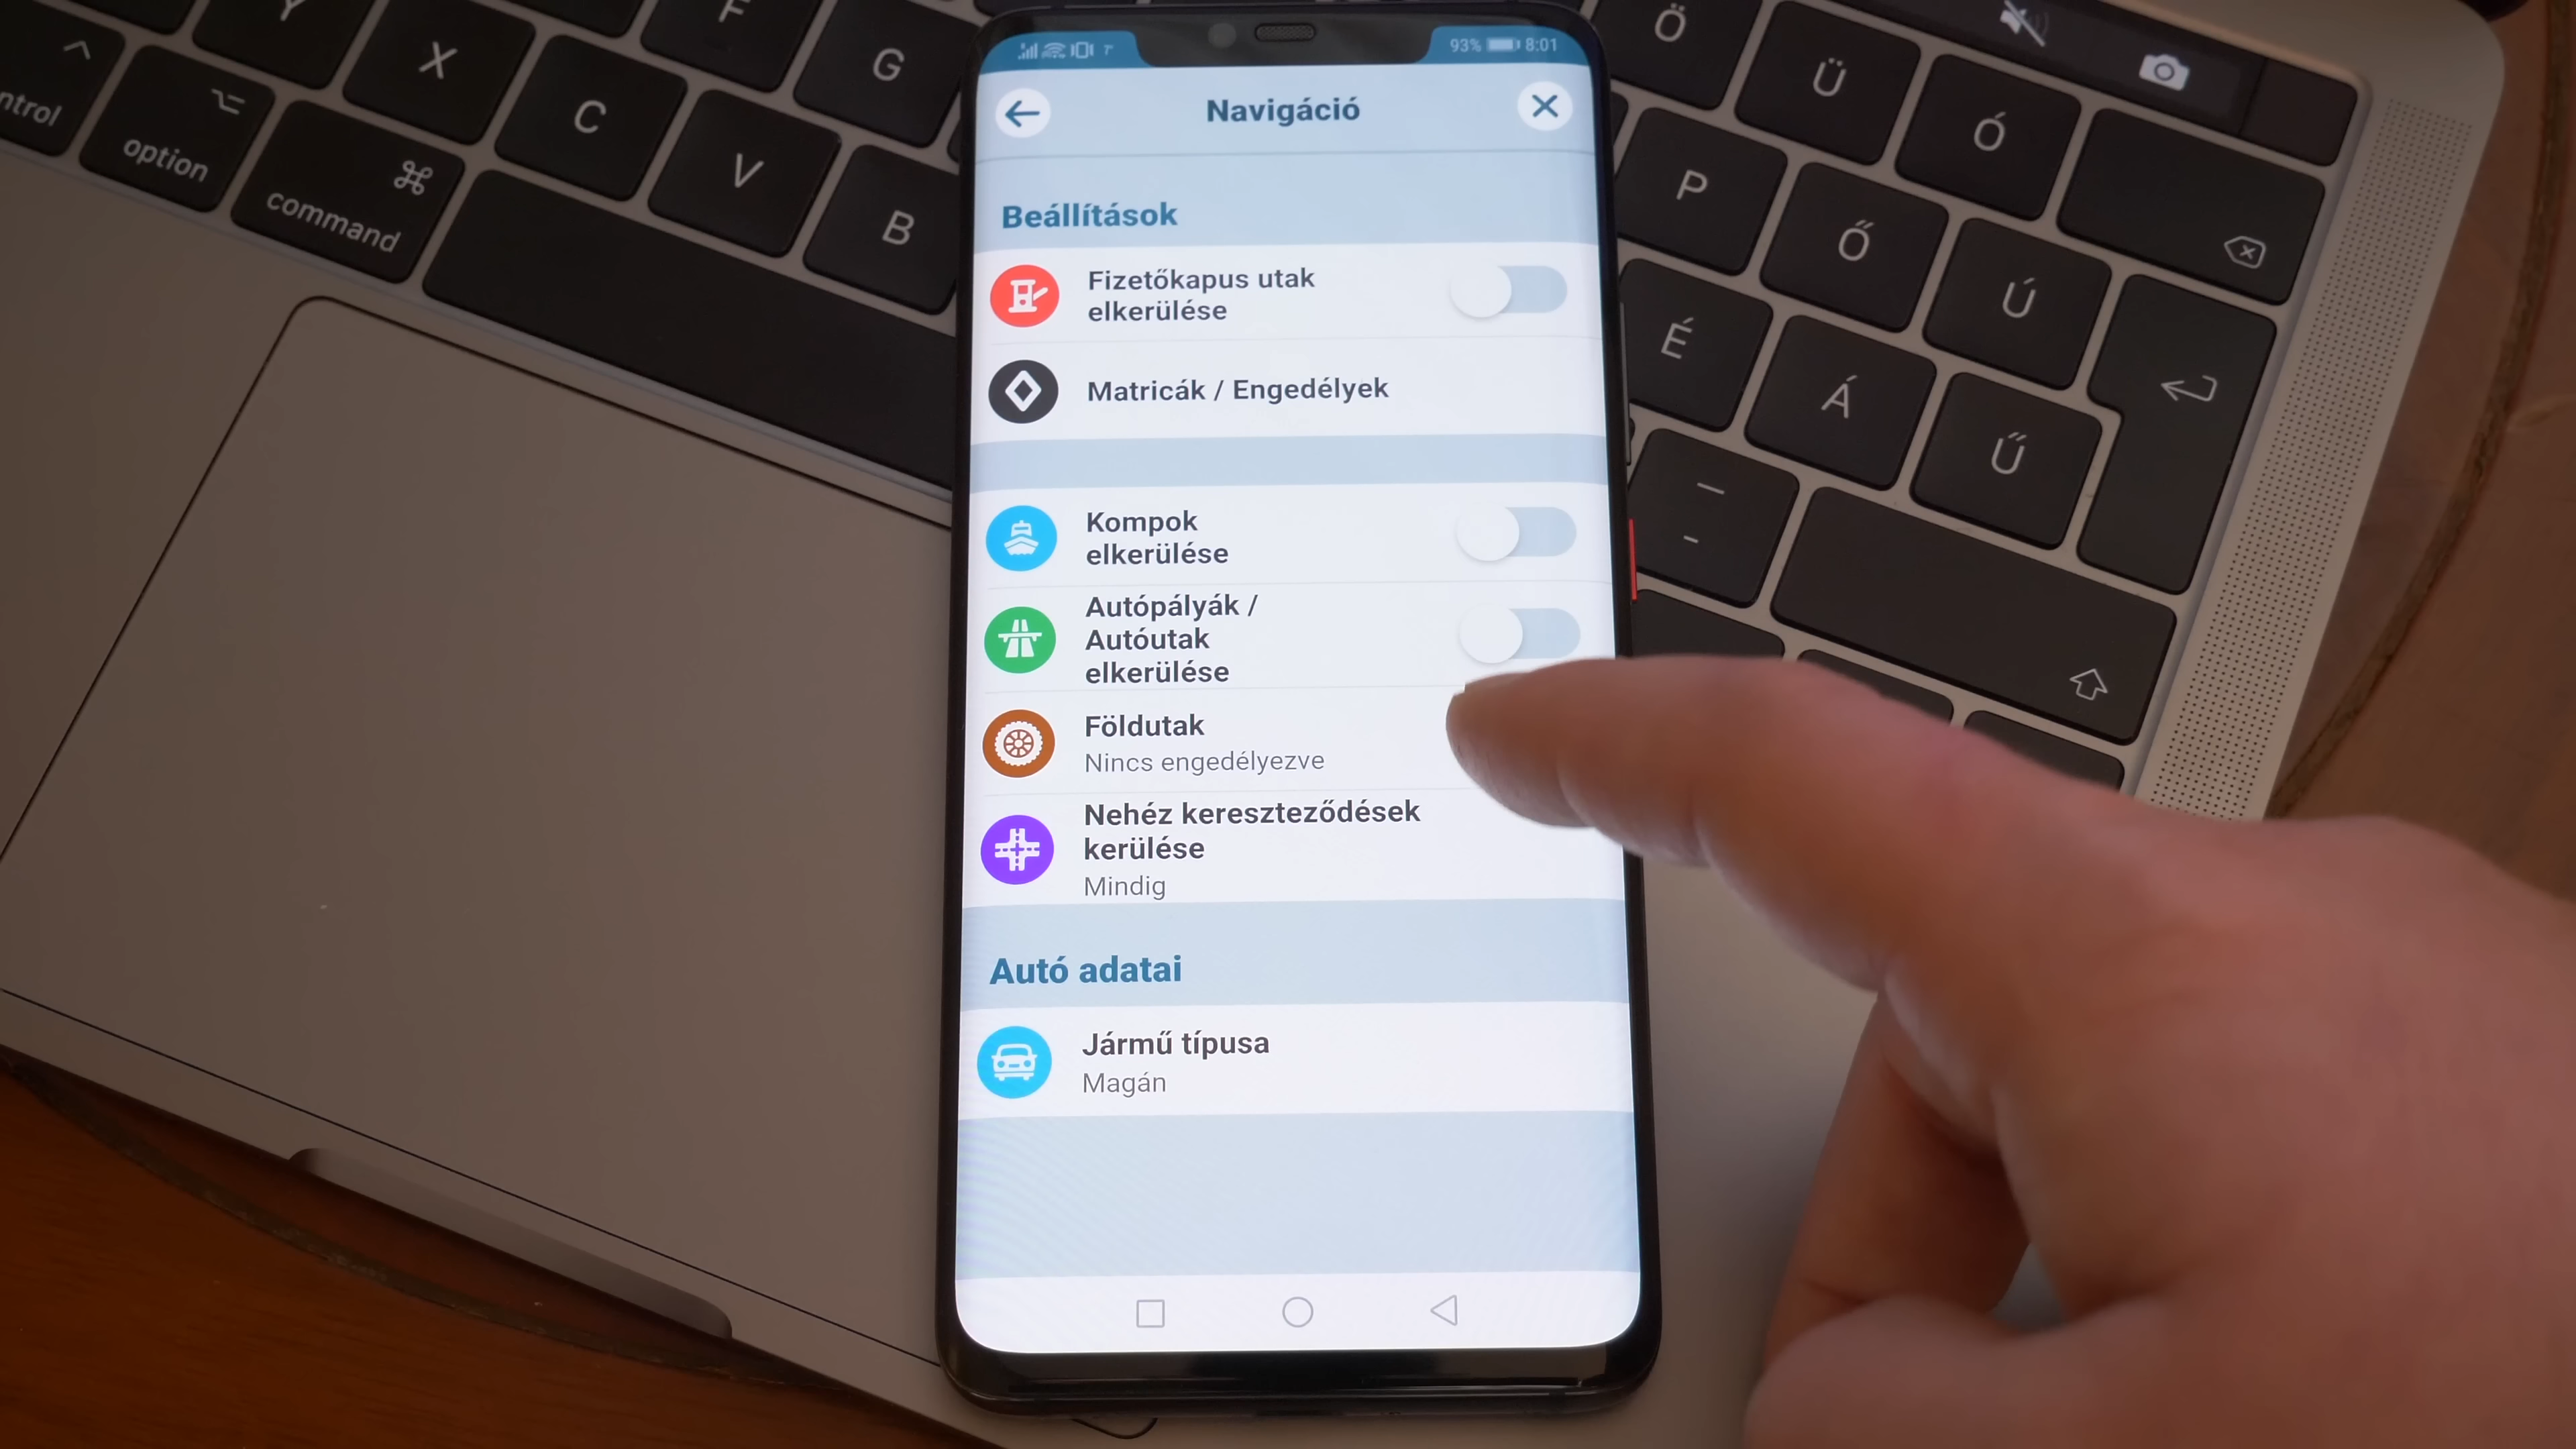 93% 8:01
Navigáció
Beállítások
Fizetőkapus utak
elkerülése
Matricák / Engedélyek
Kompok
elkerülése
Autópályák /
Autóutak
elkerülése
Földutak
Nincs engedélyezve
Nehéz kereszteződések
kerülése
Mindig
Autó adatai
Jármű típusa
Magán
Y
F
X
G
C
V
B
ntrol
option
command
Ö
Ü
Ó
P
Ő
Ú
É
Á
Ű
-